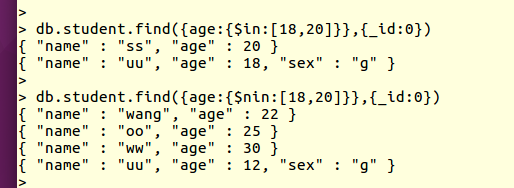 >
> db.student.find({age:{$in:[18,20]}},{_id:0})
{ "name" : "ss", "age" : 20 }
{ "name" : "uu", "age" : 18, "sex" : "g" }
>
> db.student.find({age:{$nin:[18,20]}},{_id:0})
{ "name" : "wang", "age" : 22 }
{ "name" : "oo", "age" : 25 }
{ "name" : "ww", "age" : 30 }
{ "name" : "uu", "age" : 12, "sex" : "g" }
>